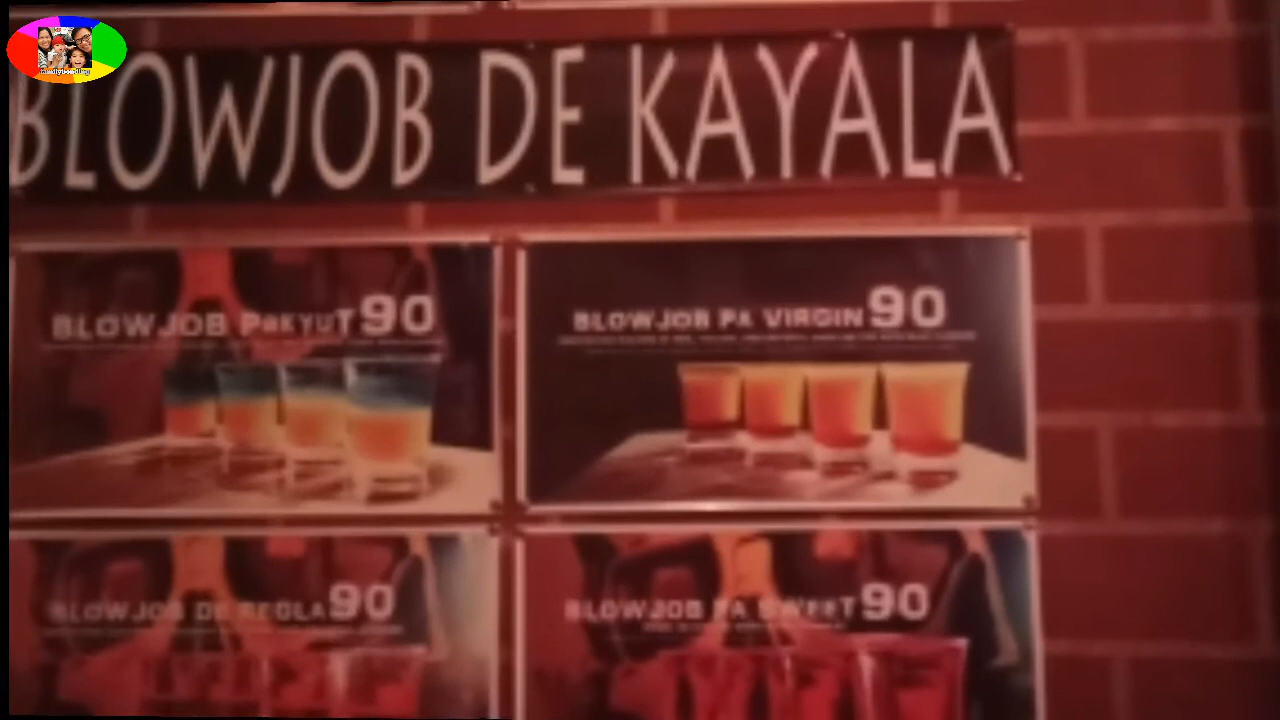 BLOWJOB DE KAYALA
BLOWJOB PAKYUT 90
BLOWJOB PA VIRGIN 90
BLOWJOB DE REGLA 90
BLOWJOB PA SWEET 90